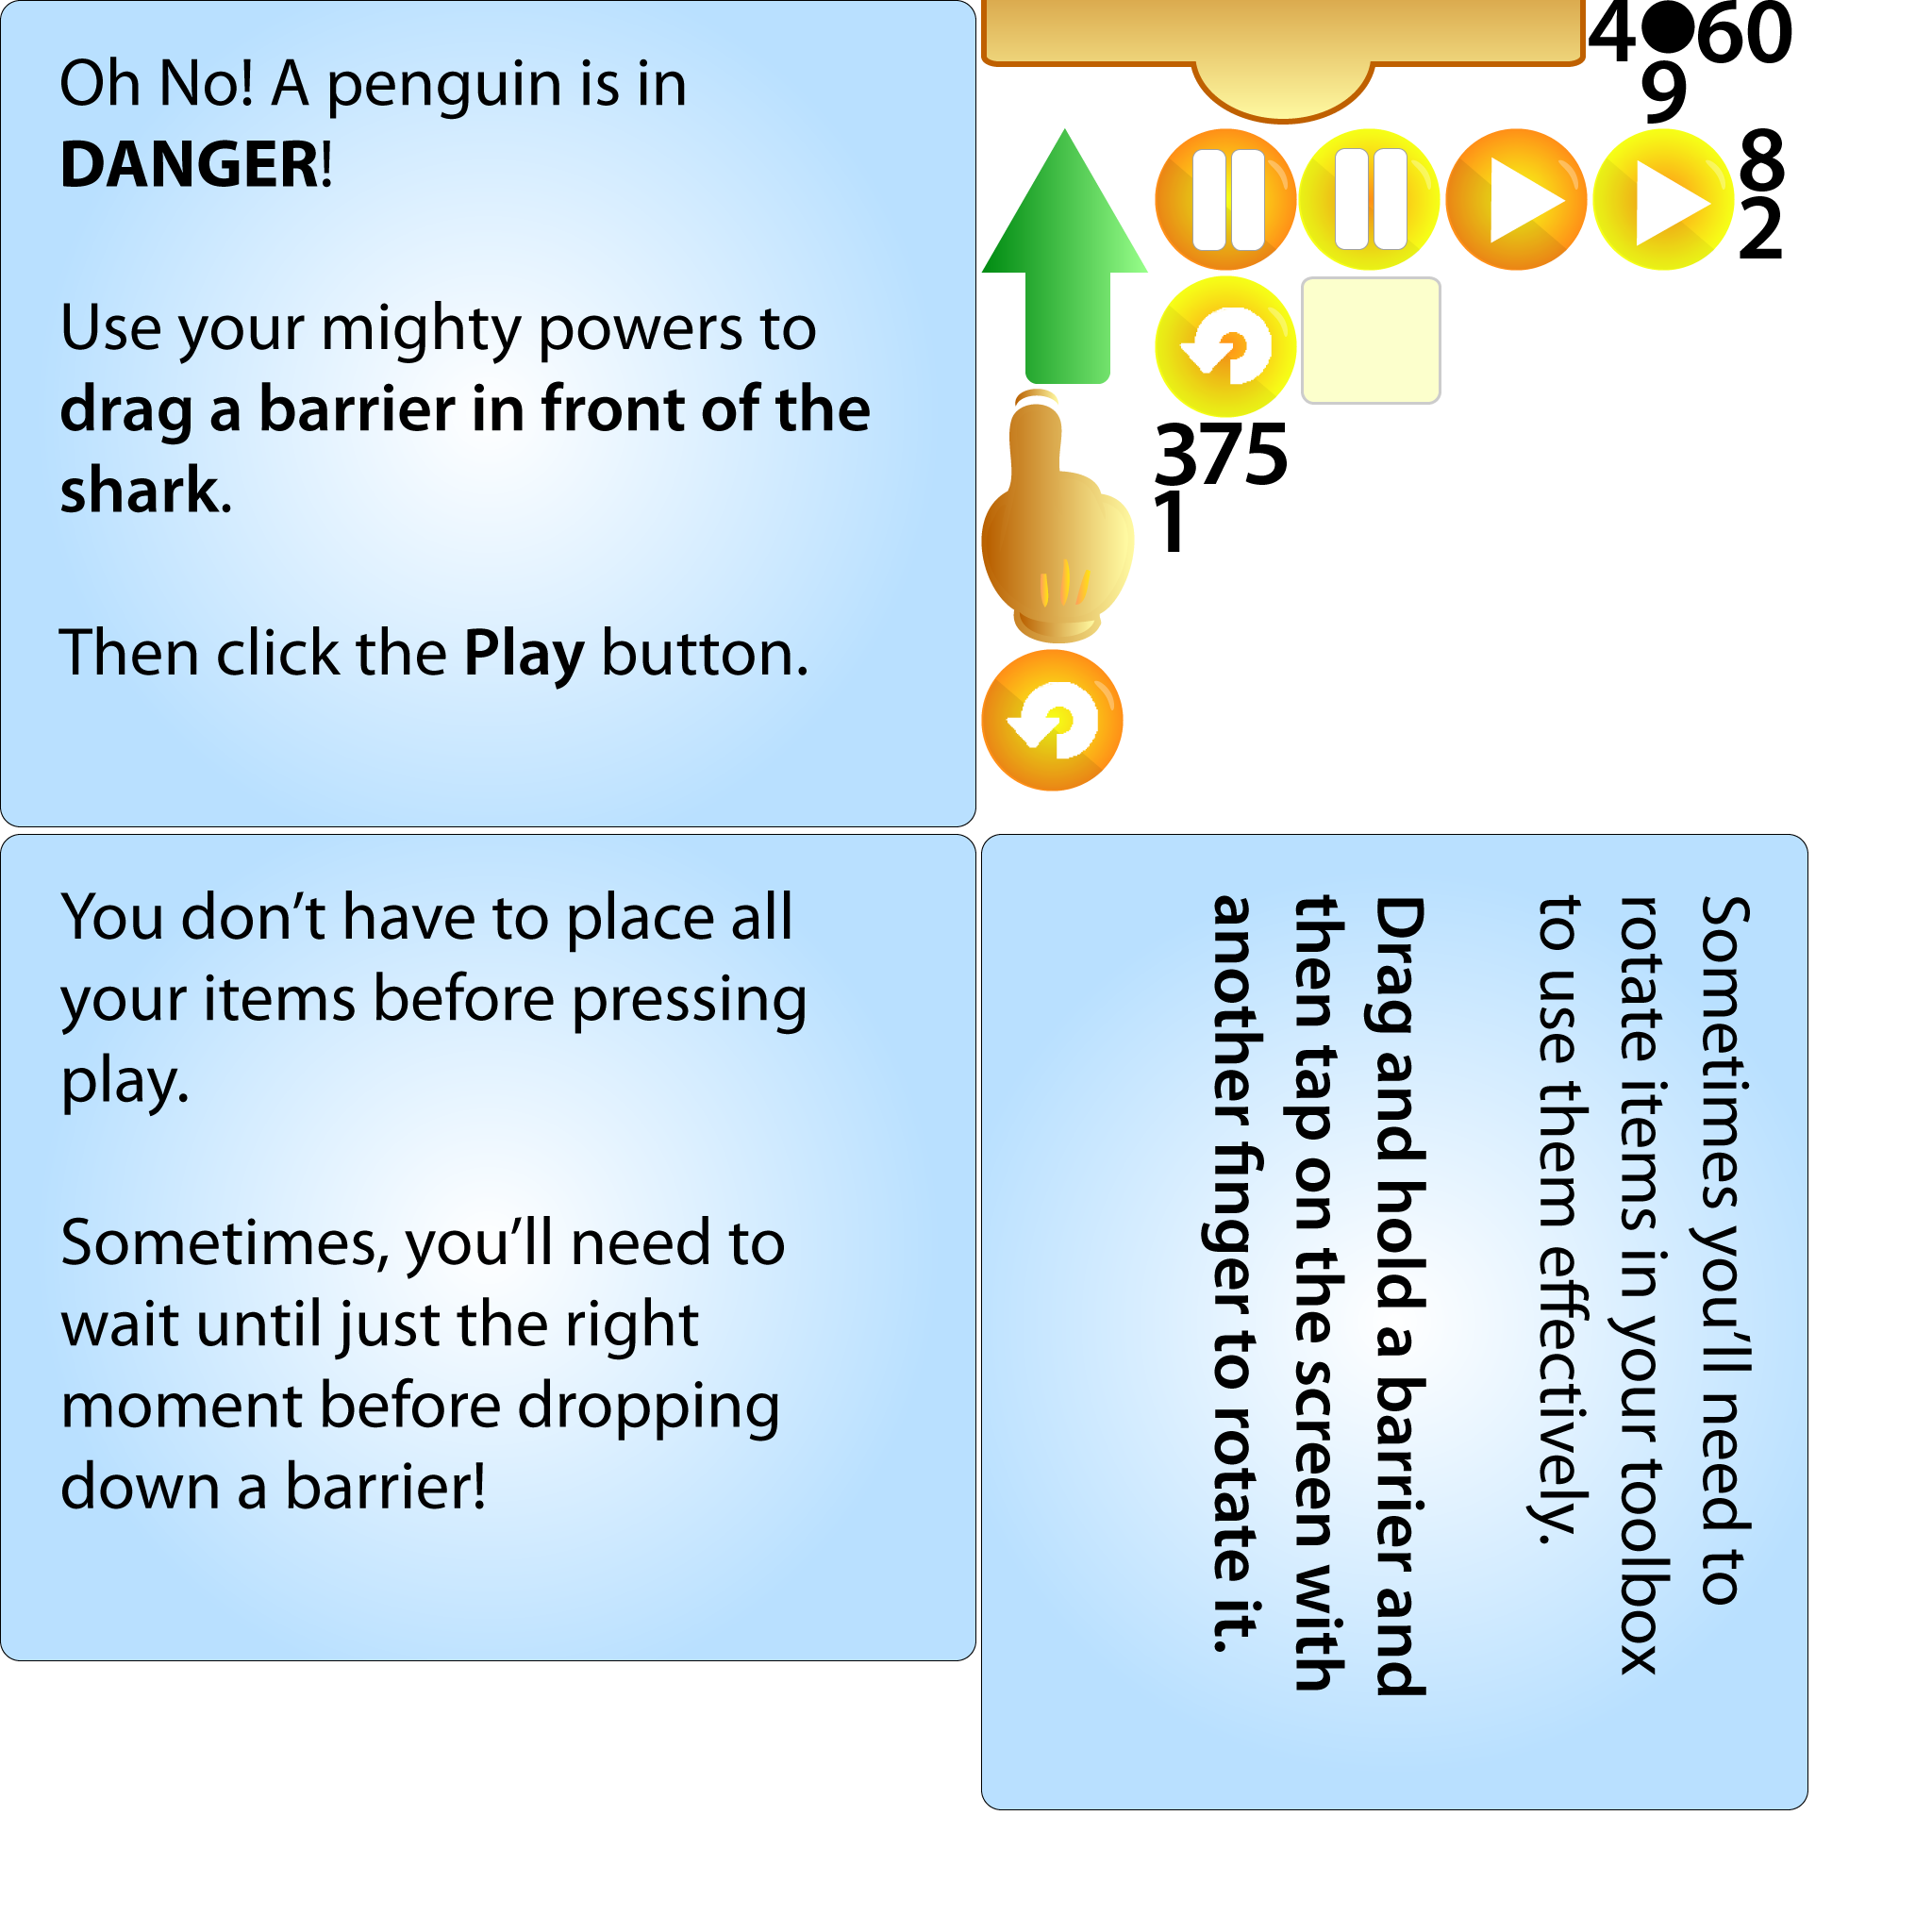 Oh No! A penguin is in
DANGER!
Use your mighty powers to
drag a barrier in front of the
shark.
Then click the Play button.
4 60
9
8
2
375
1
You don’t have to place all
your items before pressing
play.
Sometimes, you’ll need to
wait until just the right
moment before dropping
down a barrier!
Sometimes you’ll need to
rotate items in your toolbox
to use them effectively.
Drag and hold a barrier and
then tap on the screen with
another finger to rotate it.